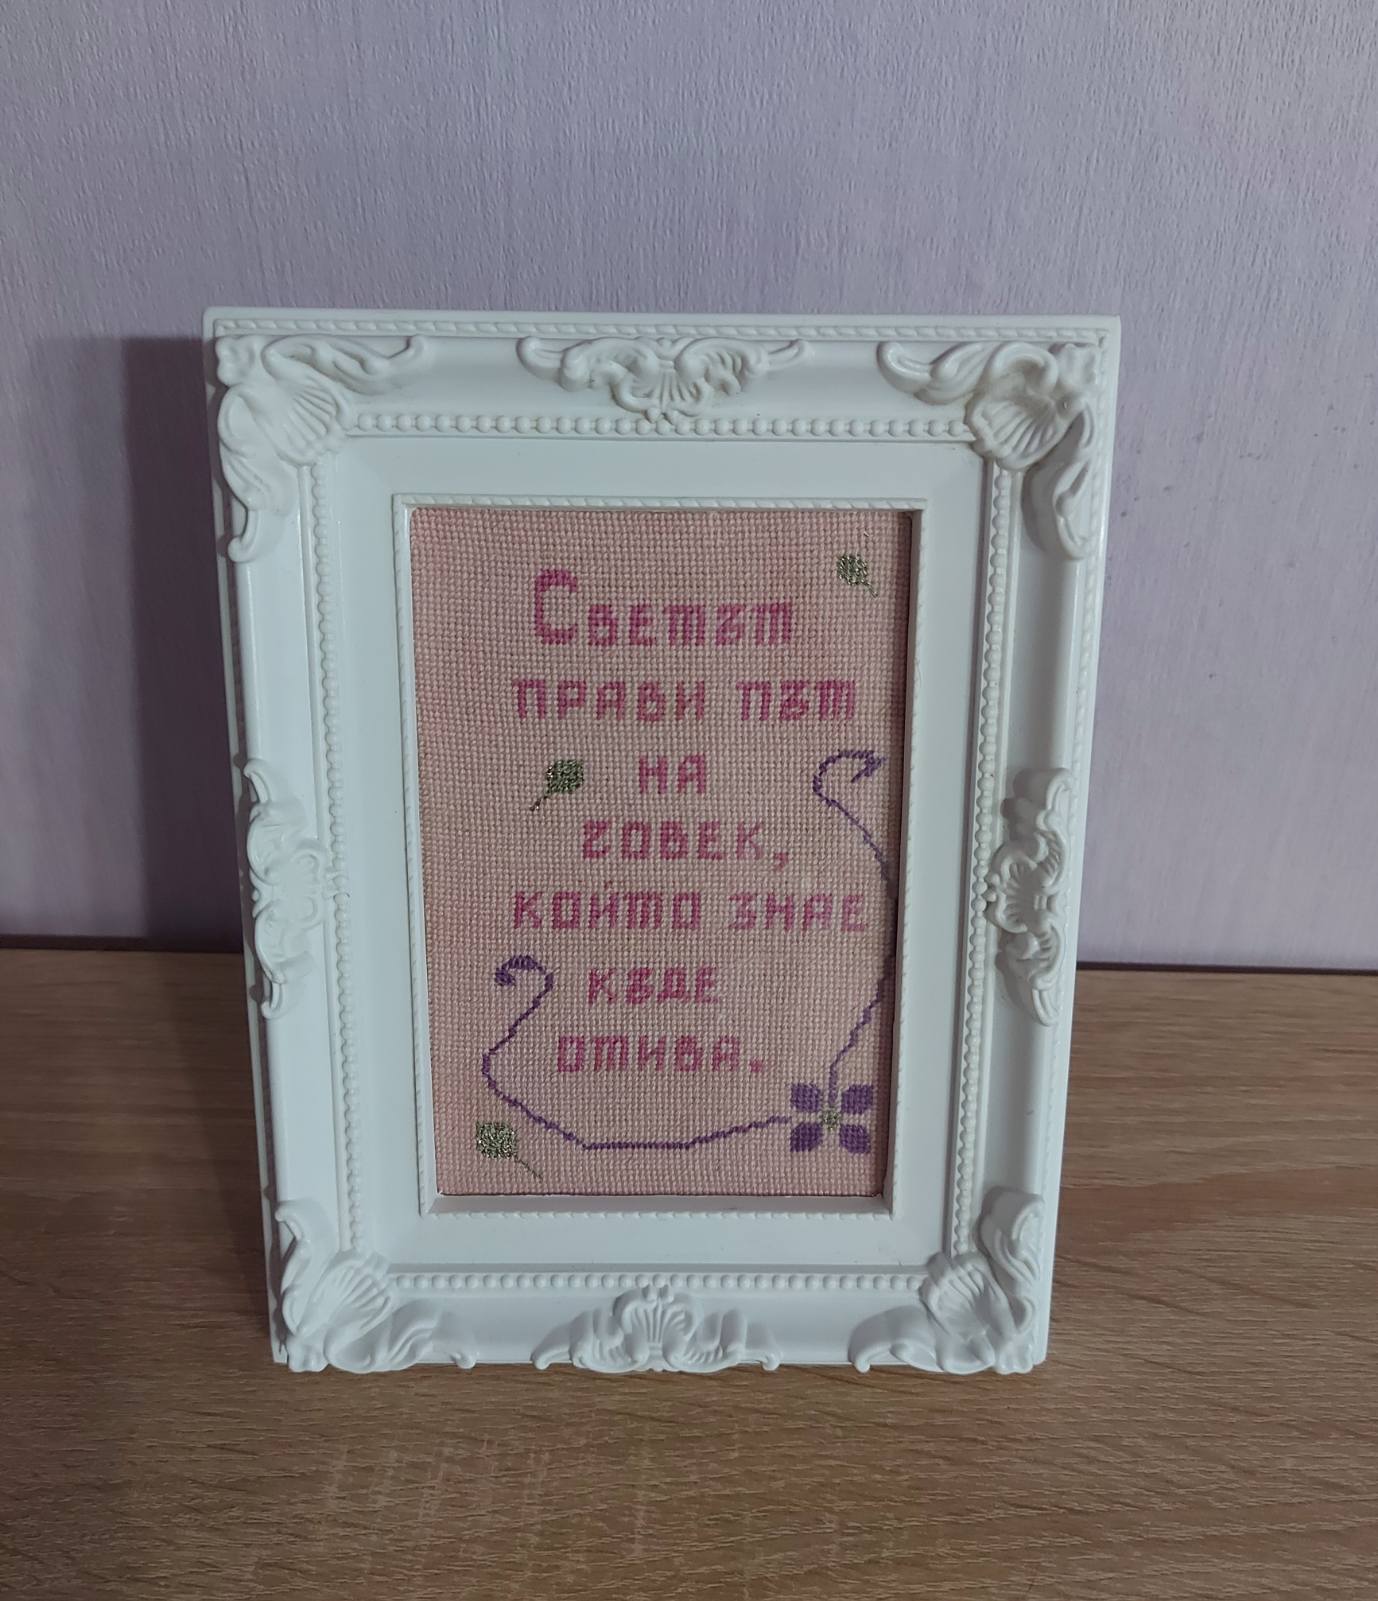 Светът
прави път
на
човек,
който знае
къде
отива.